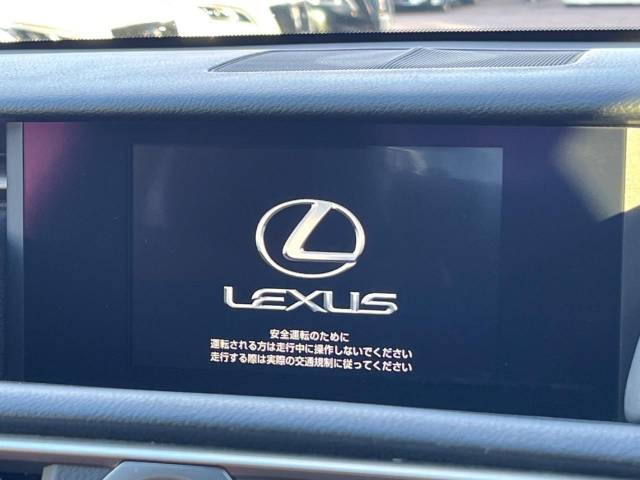 LEXUS
安全運転のために
運転される方は走行中に操作しないでください
走行する際は実際の交通規制に従ってください